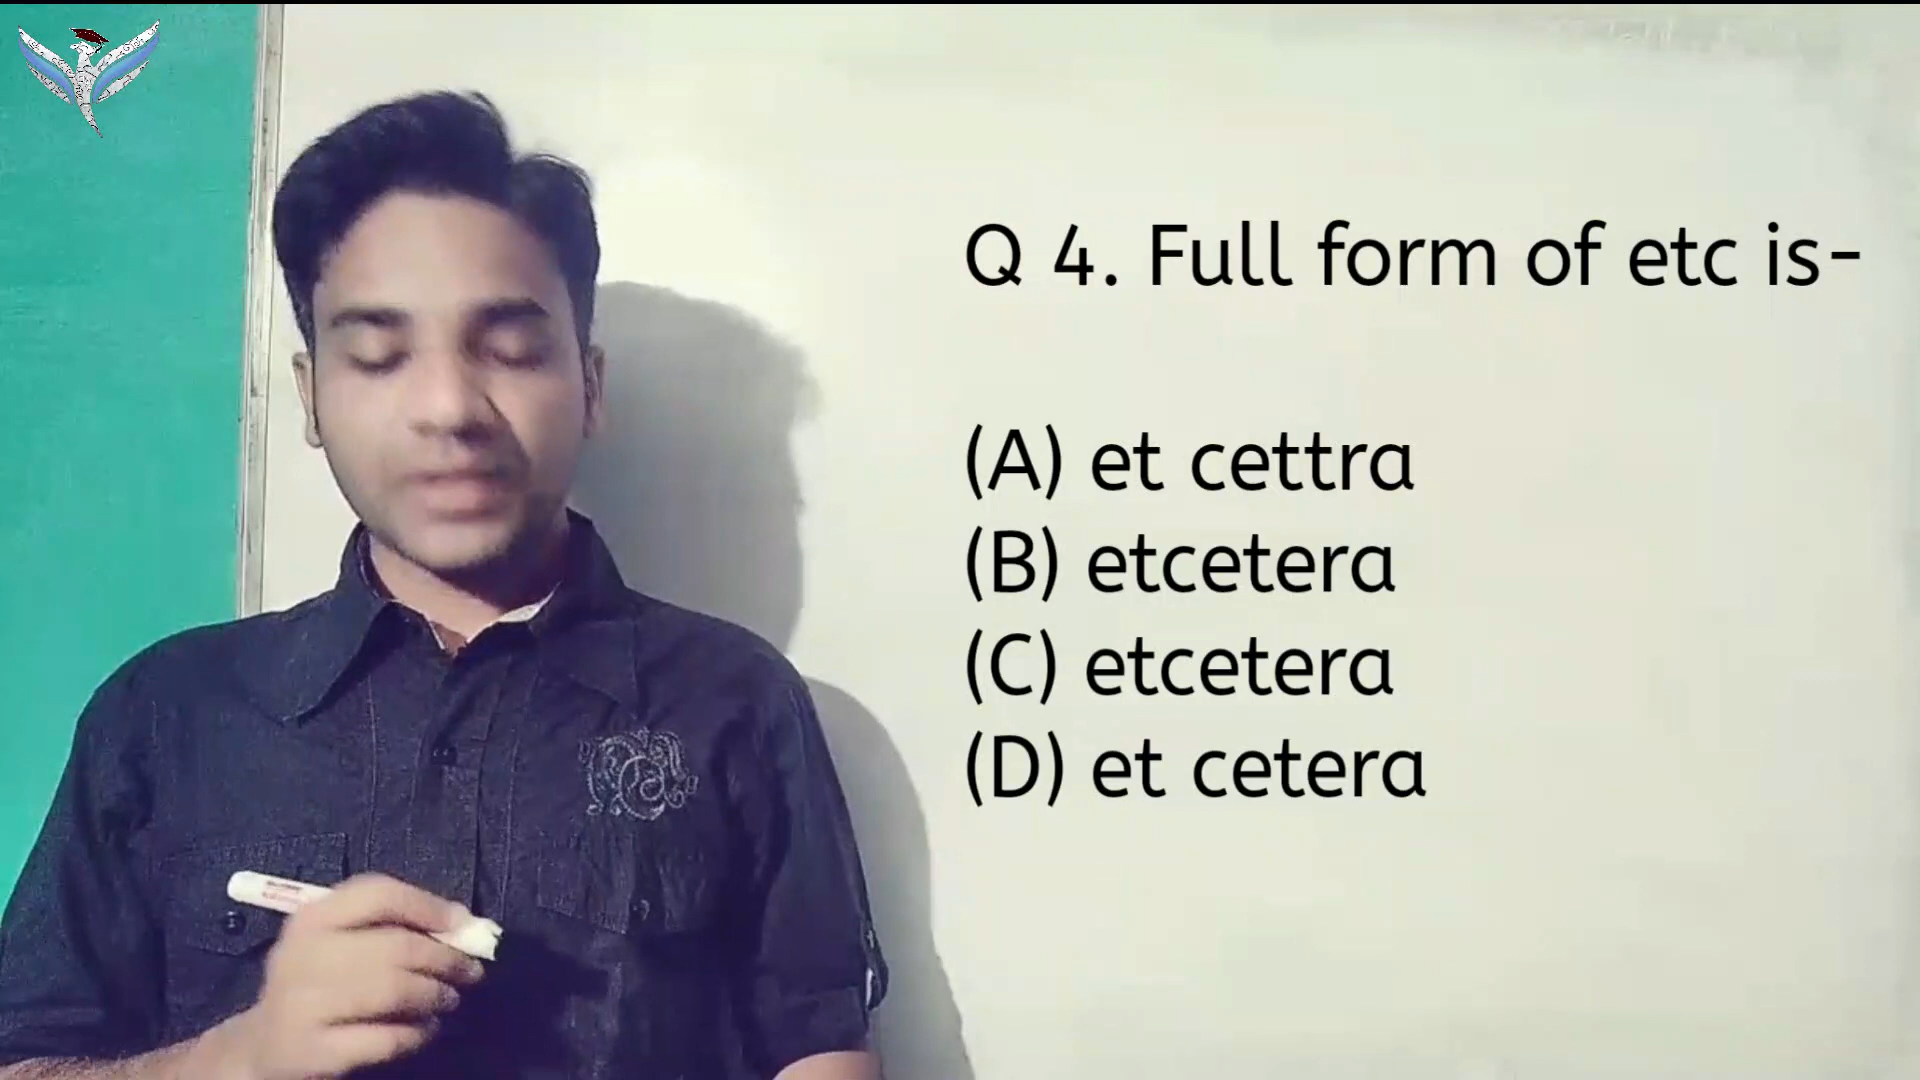 Q 4. Full form of etc is-
(A) et cettra
(B) etcetera
(C) etcetera
(D) et cetera